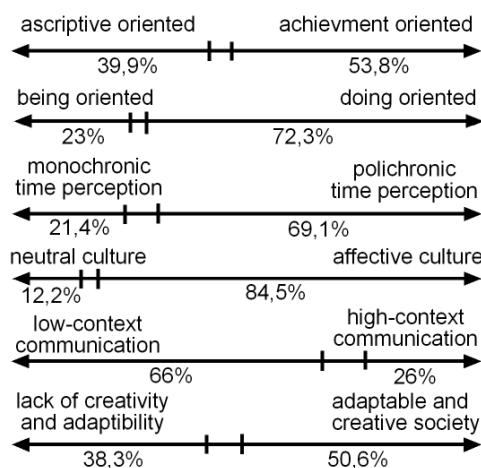 ascriptive oriented achievment oriented
39,9% 53,8%
being oriented doing oriented
23% 72,3%
monochronic polichronic
time perception time perception
21,4% 69,1%
neutral culture affective culture
12,2% 84,5%
low-context high-context
communication communication
66% 26%
lack of creativity adaptable and
and adaptibility creative society
38,3% 50,6%